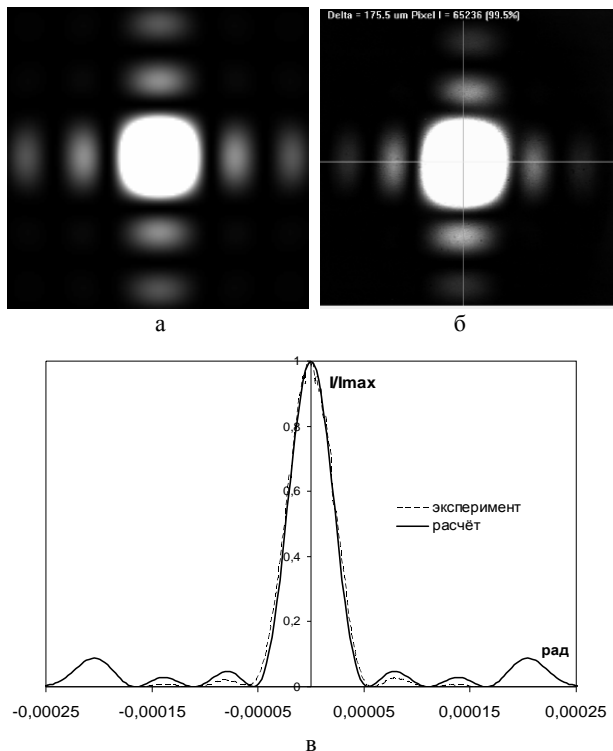 Delta = 175.5 um Pixel I = 65236 (99.5%)
а
б
1
I/Imax
0,8
0,6
эксперимент
расчёт
0,4
0,2
рад
0
-0,00025
-0,00015
-0,00005
0,00005
0,00015
0,00025
в